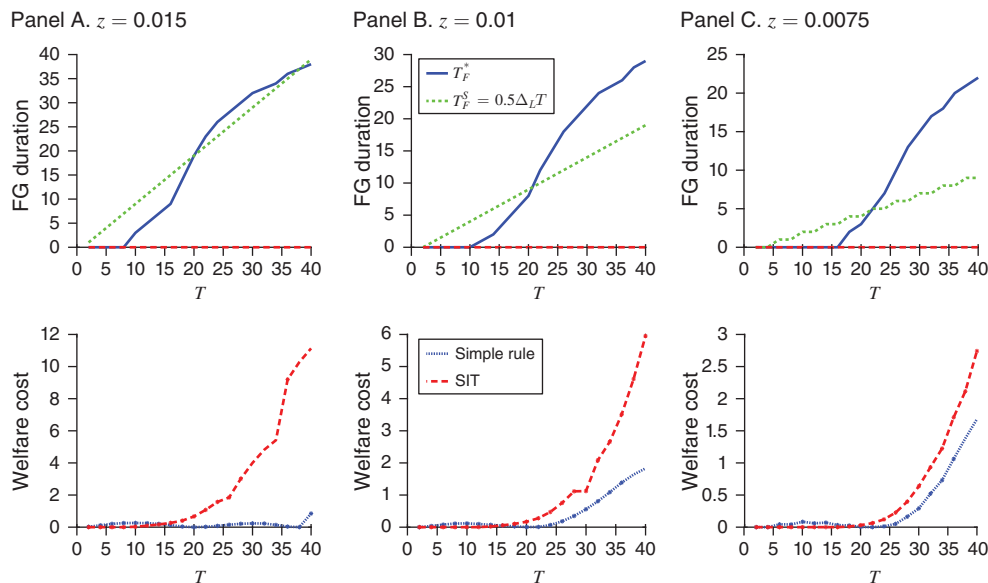 Panel A. z = 0.015
Panel B. z = 0.01
Panel C. z = 0.0075
FG duration
40
35
30
25
20
15
10
5
0
0 5 10 15 20 25 30 35 40
T
FG duration
30
25
20
15
10
5
0
0 5 10 15 20 25 30 35 40
T
T*_F
T^S_F = 0.5Δ_L T
FG duration
25
20
15
10
5
0
0 5 10 15 20 25 30 35 40
T
Welfare cost
12
10
8
6
4
2
0
0 5 10 15 20 25 30 35 40
T
Welfare cost
6
5
4
3
2
1
0
0 5 10 15 20 25 30 35 40
T
Simple rule
SIT
Welfare cost
3
2.5
2
1.5
1
0.5
0
0 5 10 15 20 25 30 35 40
T